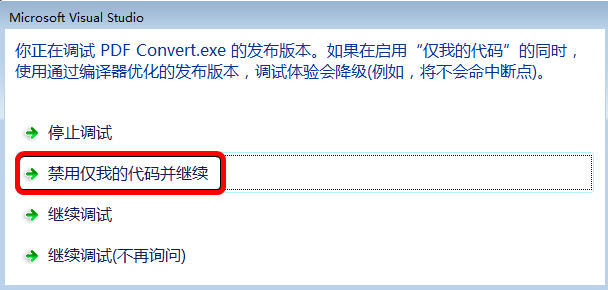 Microsoft Visual Studio
你正在调试 PDF Convert.exe 的发布版本。如果在启用“仅我的代码”的同时，
使用通过编译器优化的发布版本，调试体验会降级(例如，将不会命中断点)。
停止调试
禁用仅我的代码并继续
继续调试
继续调试(不再询问)